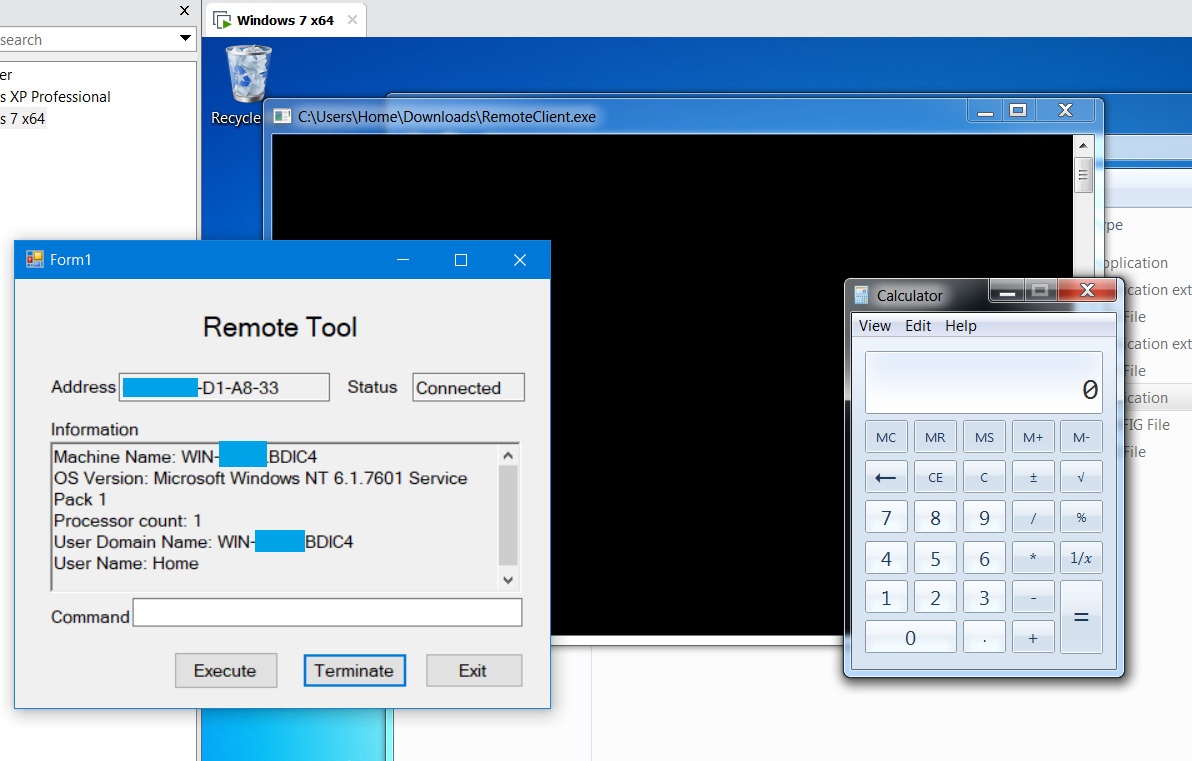 Windows 7 x64
search
er
s XP Professional
s 7 x64
Recycle
C:\Users\Home\Downloads\RemoteClient.exe
Form1
Remote Tool
Address
-D1-A8-33
Status
Connected
Information
Machine Name: WIN-
BDIC4
OS Version: Microsoft Windows NT 6.1.7601 Service
Pack 1
Processor count: 1
User Domain Name: WIN-
BDIC4
User Name: Home
Command
Execute
Terminate
Exit
Calculator
View Edit Help
0
MC MR MS M+ M-
← CE C ± √
7 8 9 / %
4 5 6 * 1/x
1 2 3 - =
0 . +
ype
pplication
ication ext
File
ication ext
File
ication
FIG File
File